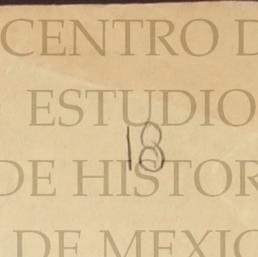 CENTRO D
ESTUDIO
18
DE HISTOR
DE MEXIC